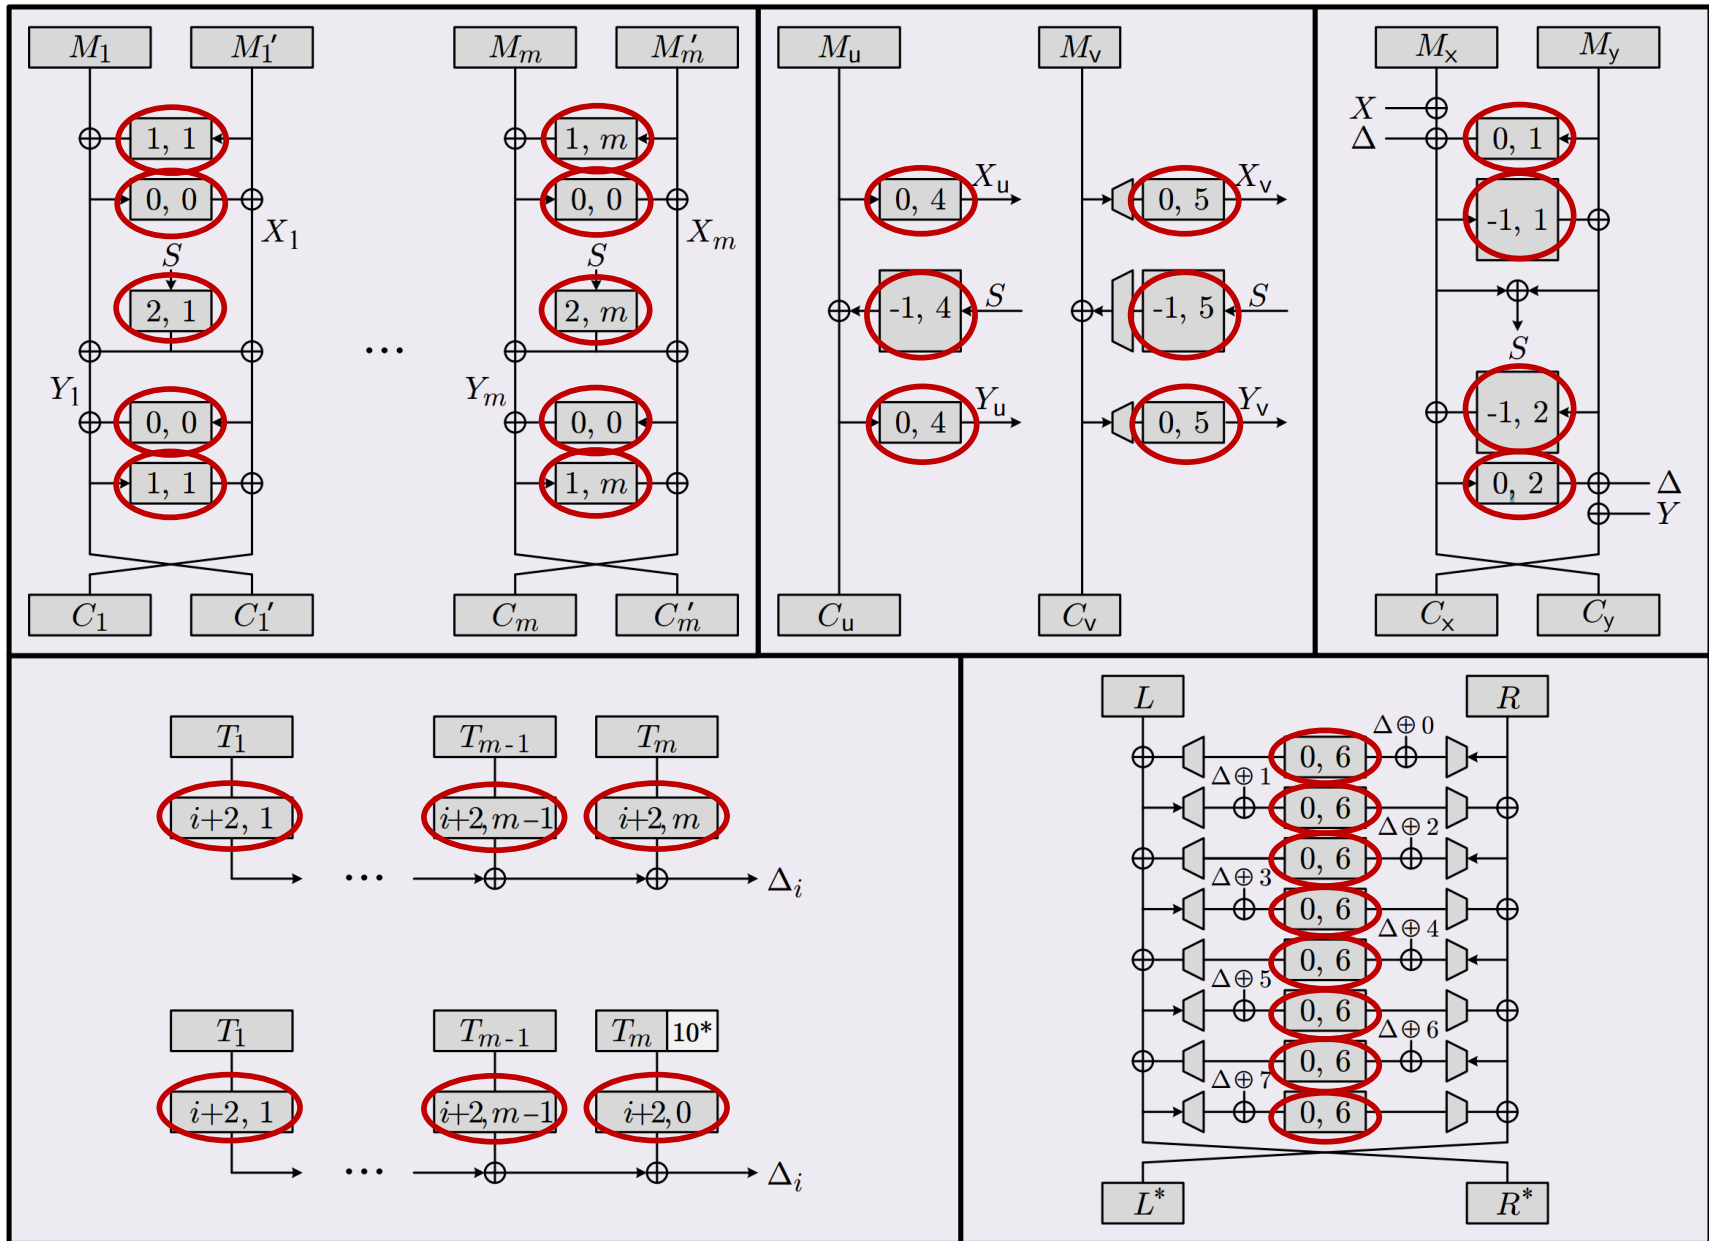 M₁ M₁′ Mₘ Mₘ′
1, 1 1, m
0, 0 0, 0
X₁ Xₘ
S S
2, 1 2, m
...
Y₁ Yₘ
0, 0 0, 0
1, 1 1, m
C₁ C₁′ Cₘ Cₘ′
Mᵤ Mᵥ
0, 4 Xᵤ 0, 5 Xᵥ
-1, 4 S -1, 5 S
0, 4 Yᵤ 0, 5 Yᵥ
Cᵤ Cᵥ
Mₓ M_y
X
Δ 0, 1
-1, 1
S
-1, 2
0, 2 Δ
Y
Cₓ C_y
T₁ Tₘ₋₁ Tₘ
i+2, 1 i+2, m−1 i+2, m
... Δᵢ
T₁ Tₘ₋₁ Tₘ 10*
i+2, 1 i+2, m−1 i+2, 0
... Δᵢ
L R
0, 6 Δ⊕0
Δ⊕1 0, 6
0, 6 Δ⊕2
Δ⊕3 0, 6
0, 6 Δ⊕4
Δ⊕5 0, 6
0, 6 Δ⊕6
Δ⊕7 0, 6
L* R*